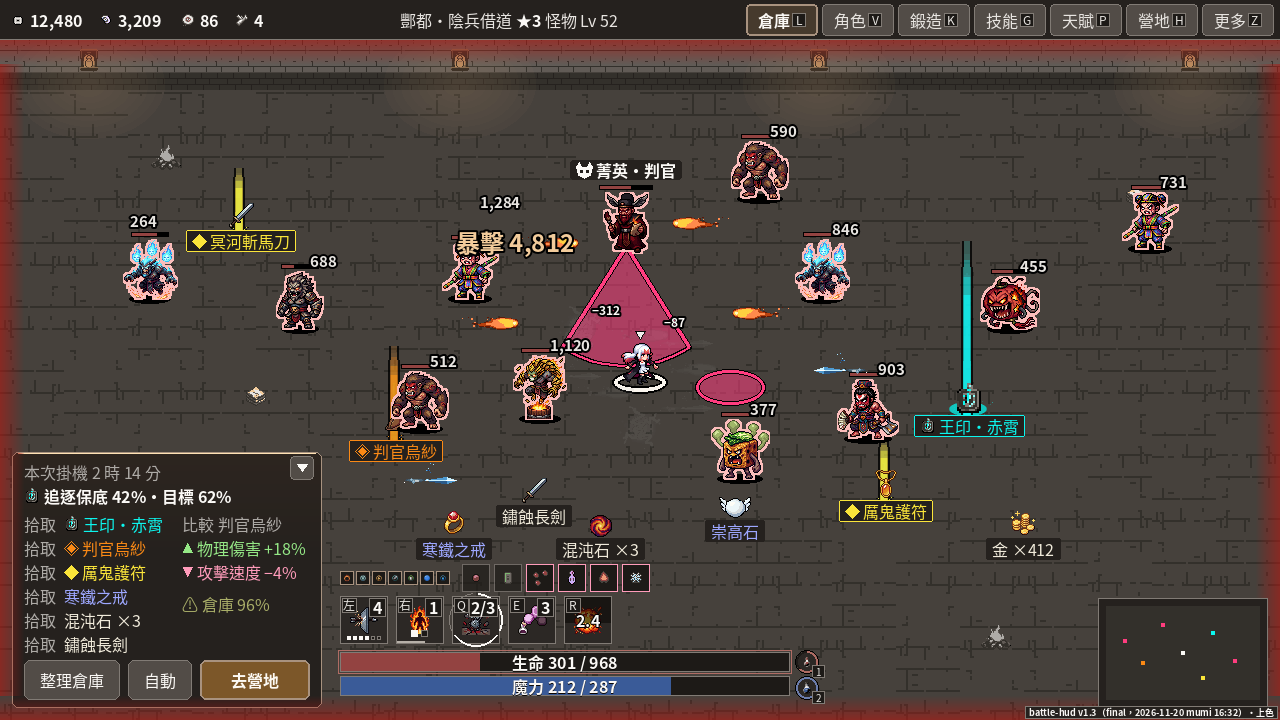 12,480 3,209 86 4
酆都・陰兵借道 ★3 怪物 Lv 52
倉庫 L 角色 V 鍛造 K 技能 G 天賦 P 營地 H 更多 Z
590
菁英・判官
731
1,284
264
冥河斬馬刀
暴擊 4,812
846
688
455
−312
−87
1,120
512
903
377
王印・赤霄
判官烏紗
鏽蝕長劍
厲鬼護符
崇高石
寒鐵之戒
混沌石 ×3
金 ×412
本次掛機 2 時 14 分
追逐保底 42%・目標 62%
拾取 王印・赤霄
拾取 判官烏紗
拾取 厲鬼護符
拾取 寒鐵之戒
拾取 混沌石 ×3
拾取 鏽蝕長劍
比較 判官烏紗
▲物理傷害 +18%
▼攻擊速度 −4%
倉庫 96%
整理倉庫 自動 去營地
左 4 右 1 Q 2/3 E 3 R 2.4
生命 301 / 968
1
魔力 212 / 287
2
battle-hud v1.3 (final, 2026-11-20 mumi 16:32) ・上色